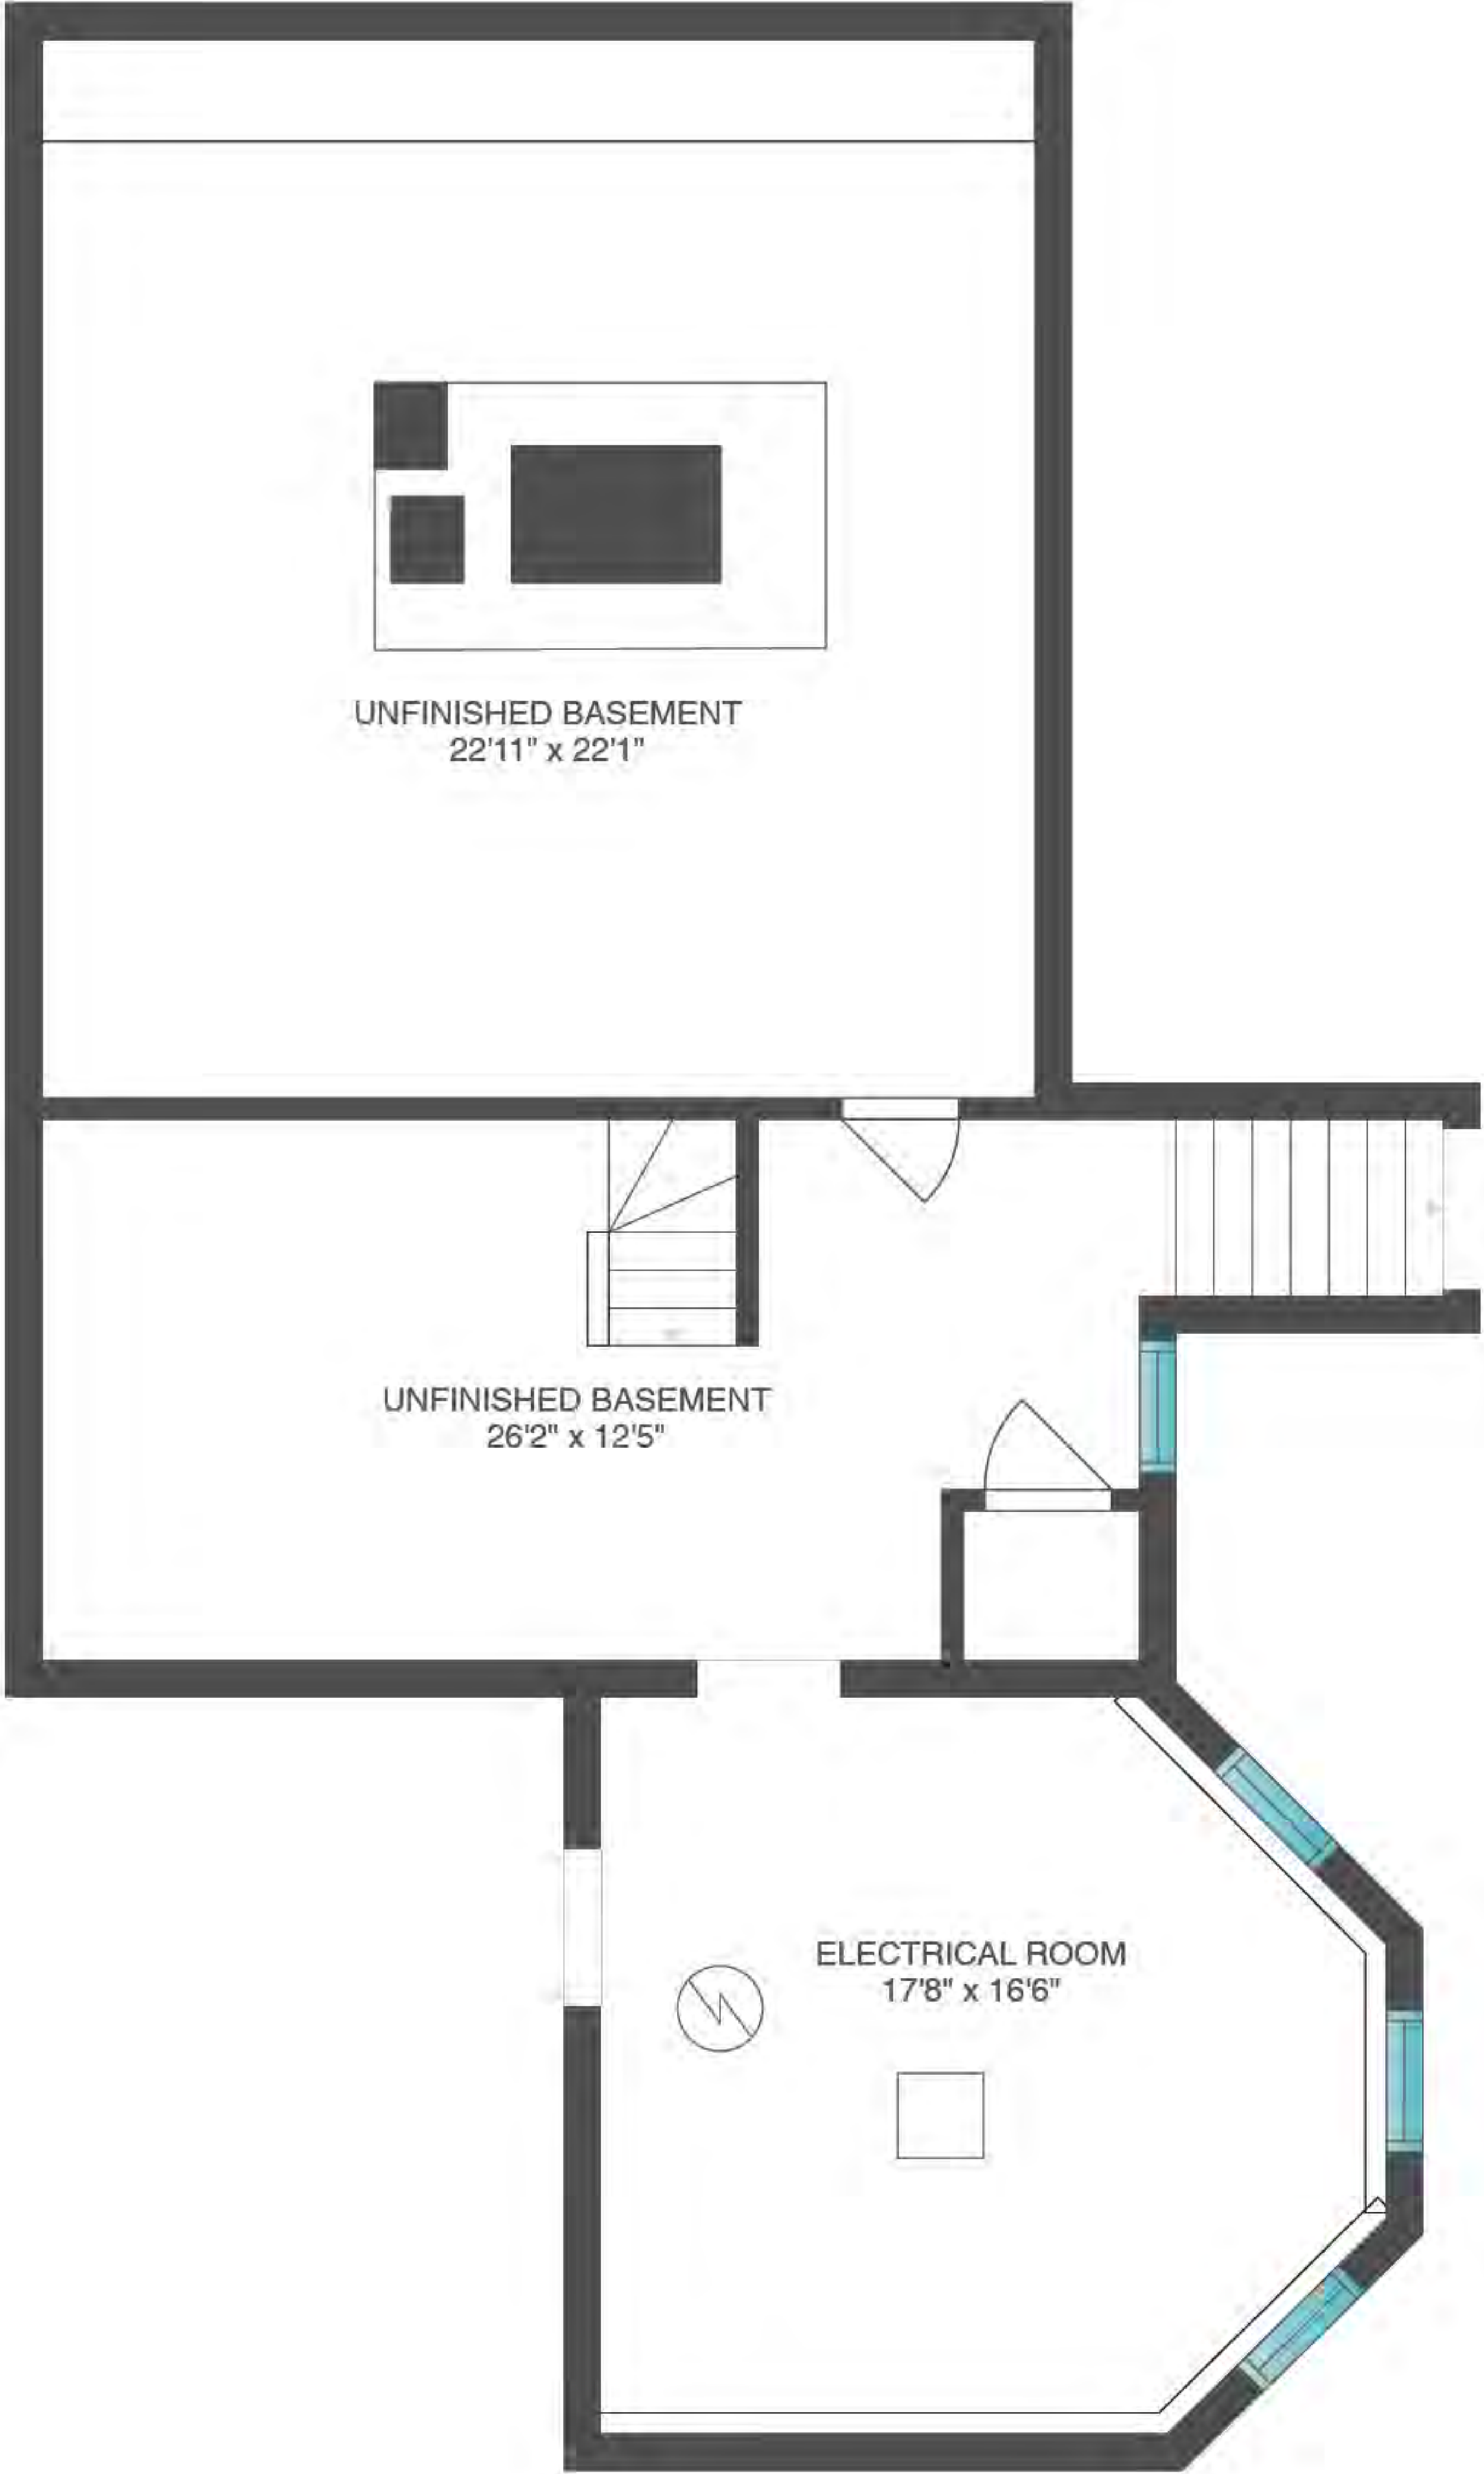 UNFINISHED BASEMENT
22'11" x 22'1"
UNFINISHED BASEMENT
26'2" x 12'5"
ELECTRICAL ROOM
17'8" x 16'6"